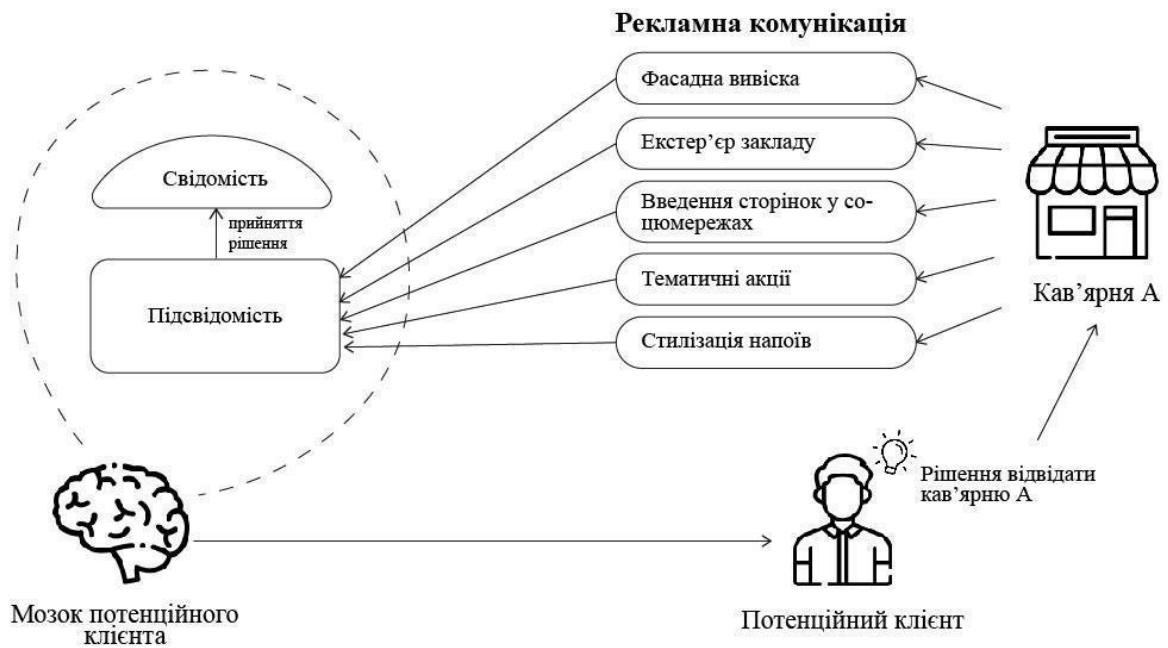 Рекламна комунікація
Фасадна вивіска
Екстер’єр закладу
Введення сторінок у со-
цюмережах
Тематичні акції
Стилізація напоїв
Кав’ярня А
Свідомість
прийняття
рішення
Підсвідомість
Рішення відвідати
кав’ярню А
Мозок потенційного
клієнта
Потенційний клієнт